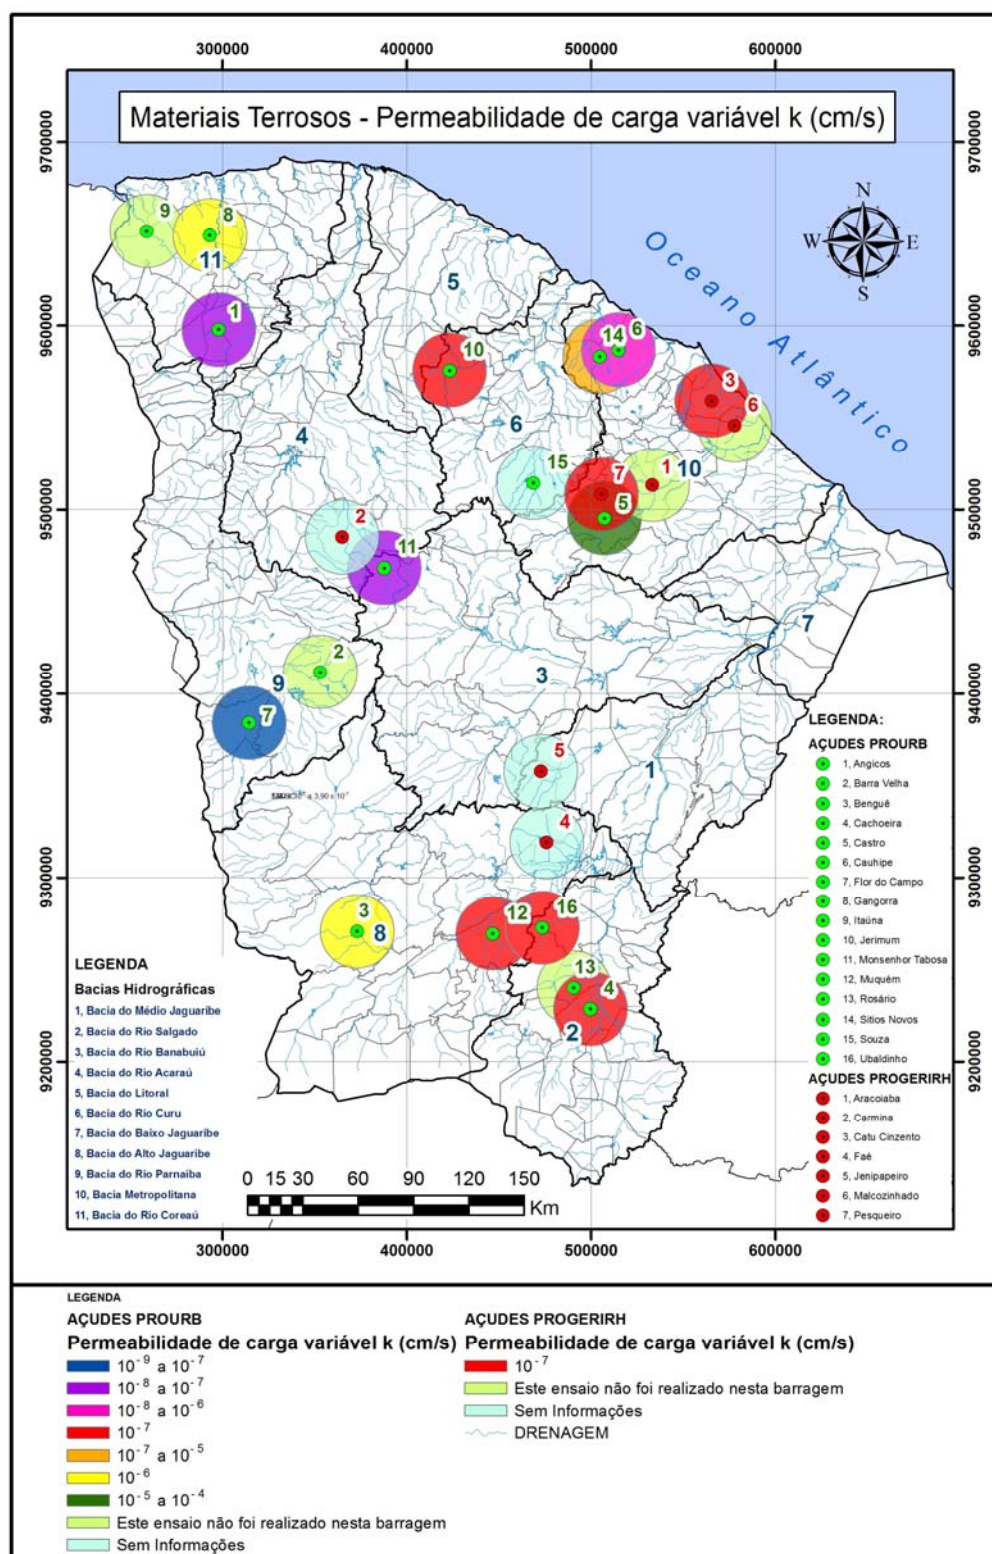 300000 400000 500000 600000
Materiais Terrosos - Permeabilidade de carga variável k (cm/s)
9700000 9700000
N
W E
S
Oceano Atlântico
9 8
11
5
1
9600000 9600000
14 6
10
3
6
6
4
15
7 1 10
5
9500000 9500000
2
11
7
2
3
9
9400000 9400000
7
5
1
4
9300000 9300000
3
8
12 16
13
4
2
9200000 9200000
LEGENDA:
AÇUDES PROURB
1, Angicos
2, Barra Velha
3, Benguê
4, Cachoeira
5, Castro
6, Cauhipe
7, Flor do Campo
8, Gangorra
9, Itaúna
10, Jerimum
11, Monsenhor Tabosa
12, Muquém
13, Rosário
14, Sítios Novos
15, Souza
16, Ubaldinho
AÇUDES PROGERIRH
1, Aracoiaba
2, Carmina
3, Catu Cinzento
4, Faé
5, Jenipapeiro
6, Malcozinhado
7, Pesqueiro
LEGENDA
Bacias Hidrográficas
1, Bacia do Médio Jaguaribe
2, Bacia do Rio Salgado
3, Bacia do Rio Banabuiú
4, Bacia do Rio Acaraú
5, Bacia do Litoral
6, Bacia do Rio Curu
7, Bacia do Baixo Jaguaribe
8, Bacia do Alto Jaguaribe
9, Bacia do Rio Parnaiba
10, Bacia Metropolitana
11, Bacia do Rio Coreaú
0 15 30 60 90 120 150
Km
300000 400000 500000 600000
LEGENDA
AÇUDES PROURB
Permeabilidade de carga variável k (cm/s)
10⁻⁹ a 10⁻⁷
10⁻⁸ a 10⁻⁷
10⁻⁸ a 10⁻⁶
10⁻⁷
10⁻⁷ a 10⁻⁵
10⁻⁶
10⁻⁵ a 10⁻⁴
Este ensaio não foi realizado nesta barragem
Sem Informações
AÇUDES PROGERIRH
Permeabilidade de carga variável k (cm/s)
10⁻⁷
Este ensaio não foi realizado nesta barragem
Sem Informações
DRENAGEM